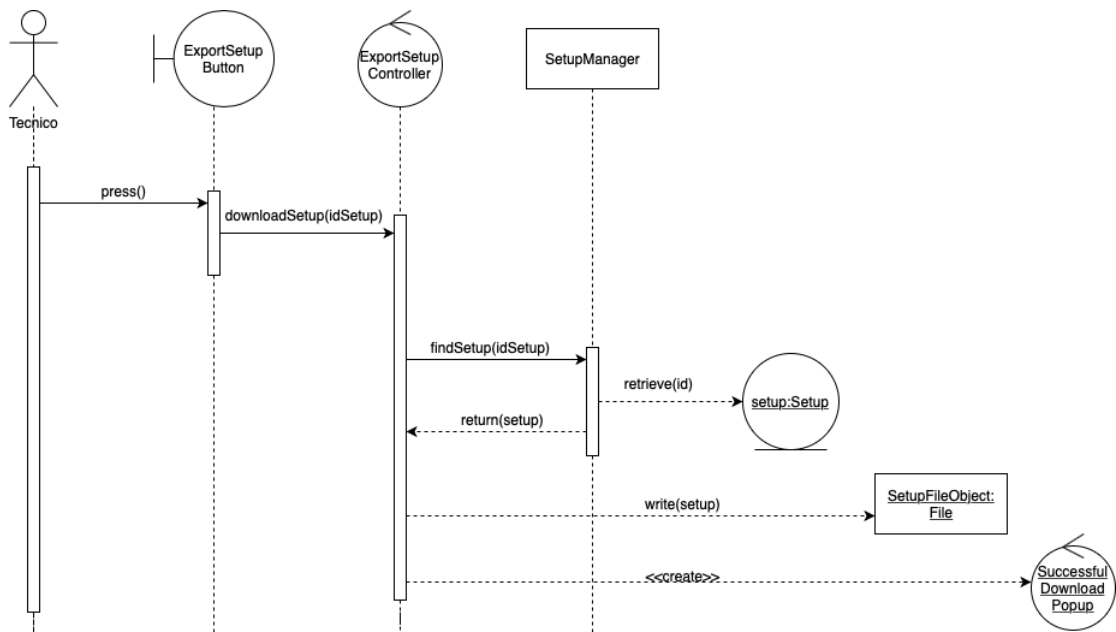 ExportSetup
Button
ExportSetup
Controller
SetupManager
Tecnico
press()
downloadSetup(idSetup)
findSetup(idSetup)
retrieve(id)
setup:Setup
return(setup)
write(setup)
SetupFileObject:
File
<<create>>
Successful
Download
Popup